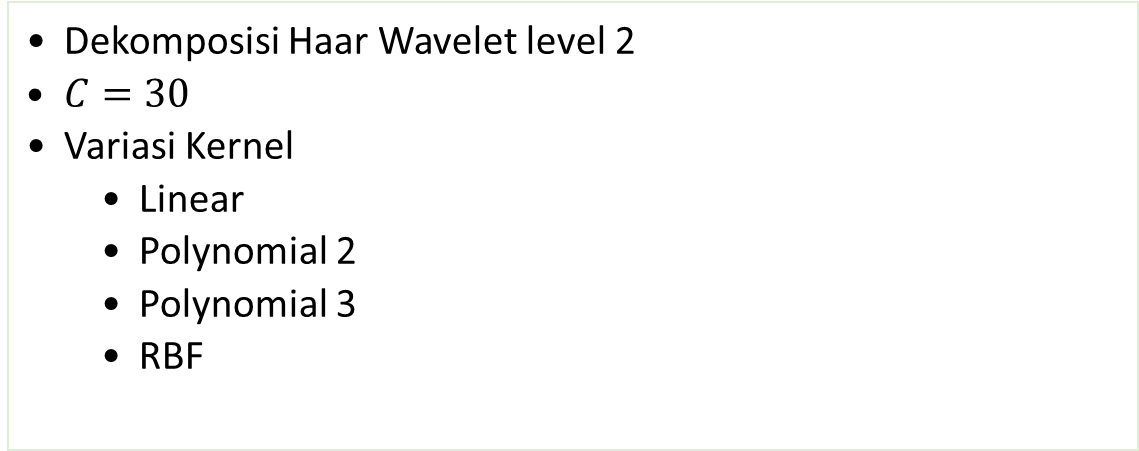 • Dekomposisi Haar Wavelet level 2
• C = 30
• Variasi Kernel
• Linear
• Polynomial 2
• Polynomial 3
• RBF